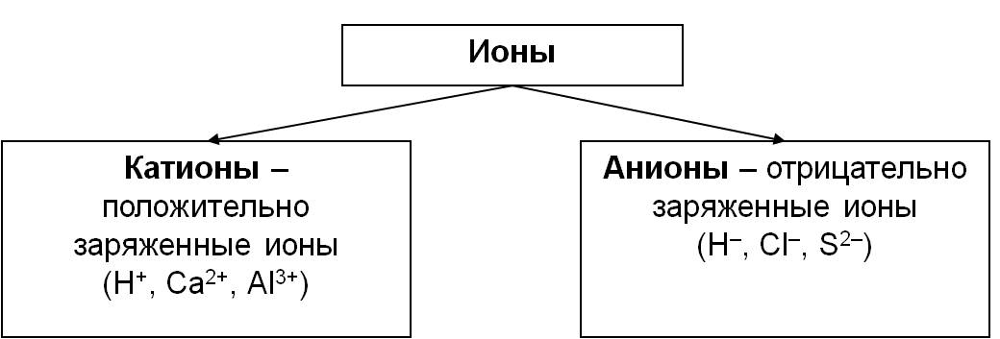 Ионы
Катионы –
положительно
заряженные ионы
(H⁺, Ca²⁺, Al³⁺)
Анионы – отрицательно
заряженные ионы
(H⁻, Cl⁻, S²⁻)